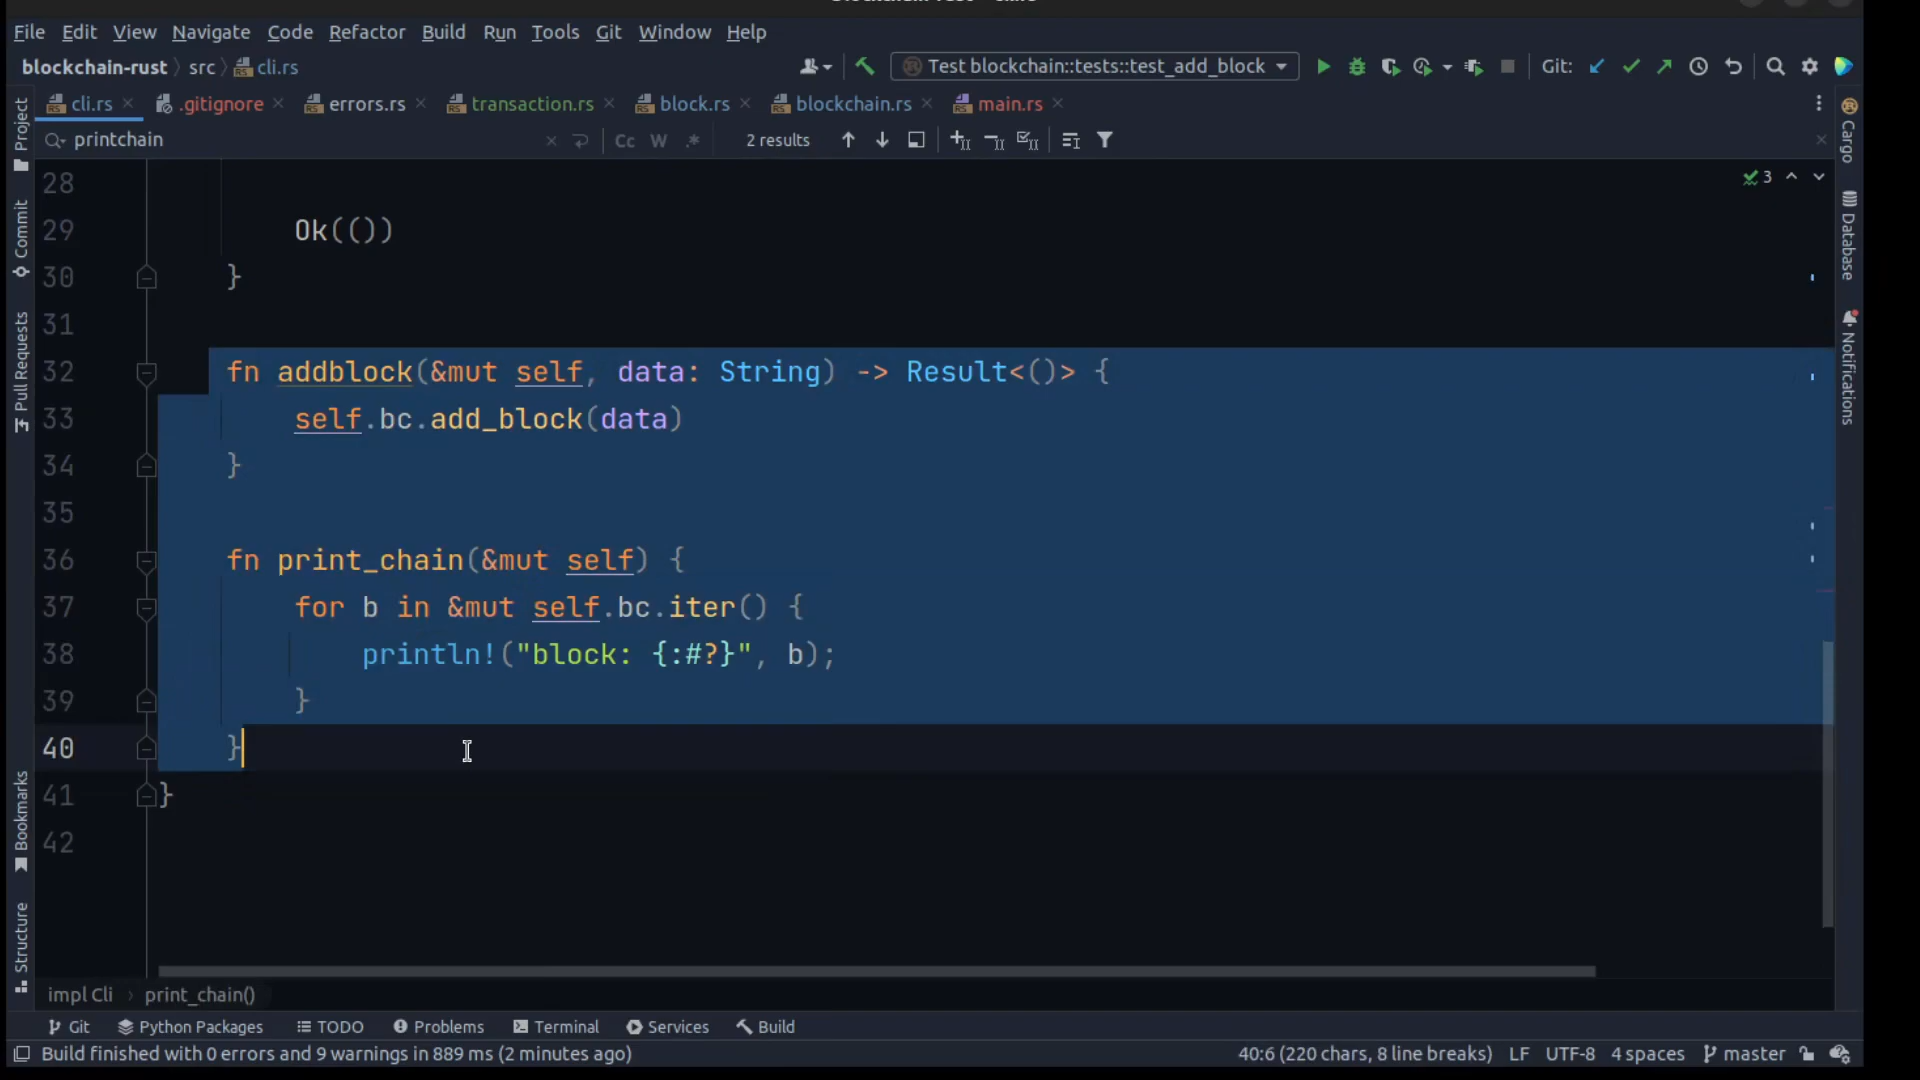 File Edit View Navigate Code Refactor Build Run Tools Git Window Help
blockchain-rust src cli.rs Test blockchain::tests::test_add_block Git:
cli.rs .gitignore errors.rs transaction.rs block.rs blockchain.rs main.rs
printchain Cc W .* 2 results
3
28
29 Ok(())
30 }
31
32 fn addblock(&mut self, data: String) -> Result<()> {
33 self.bc.add_block(data)
34 }
35
36 fn print_chain(&mut self) {
37 for b in &mut self.bc.iter() {
38 println!("block: {:#?}", b);
39 }
40 }
41 }
42
Project
Commit
Pull Requests
Bookmarks
Structure
Cargo
Database
Notifications
impl Cli print_chain()
Git Python Packages TODO Problems Terminal Services Build
Build finished with 0 errors and 9 warnings in 889 ms (2 minutes ago) 40:6 (220 chars, 8 line breaks) LF UTF-8 4 spaces master